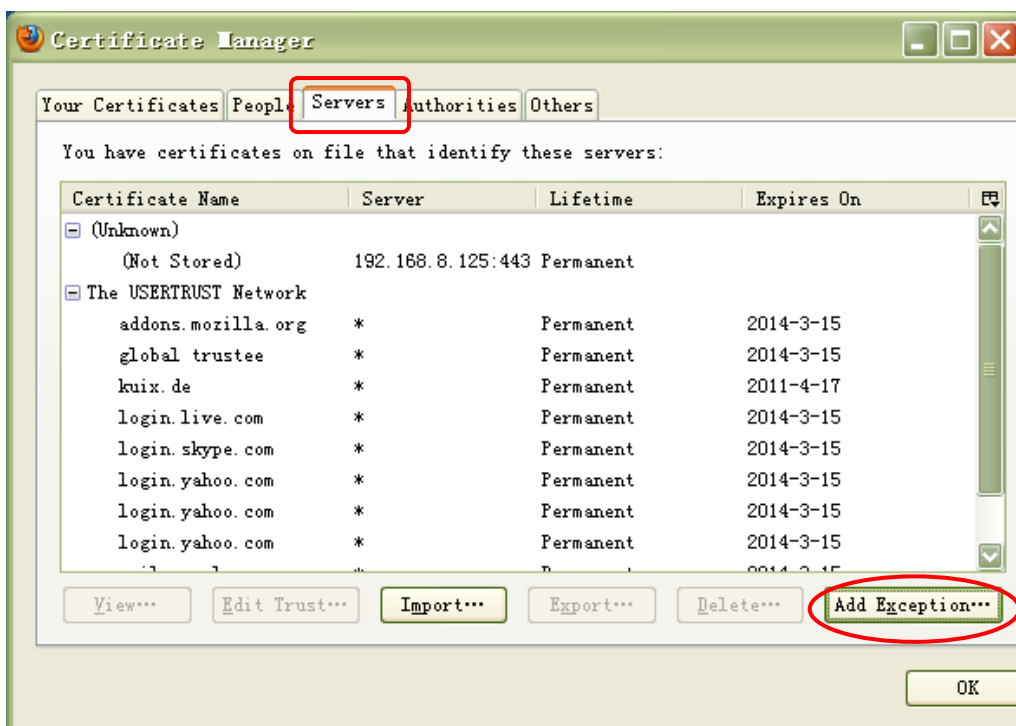 Certificate Manager
Your Certificates People Servers Authorities Others
You have certificates on file that identify these servers:
Certificate Name Server Lifetime Expires On
(Unknown)
(Not Stored) 192.168.8.125:443 Permanent
The USERTRUST Network
addons.mozilla.org * Permanent 2014-3-15
global trustee * Permanent 2014-3-15
kuix.de * Permanent 2011-4-17
login.live.com * Permanent 2014-3-15
login.skype.com * Permanent 2014-3-15
login.yahoo.com * Permanent 2014-3-15
login.yahoo.com * Permanent 2014-3-15
login.yahoo.com * Permanent 2014-3-15
View… Edit Trust… Import… Export… Delete… Add Exception…
OK